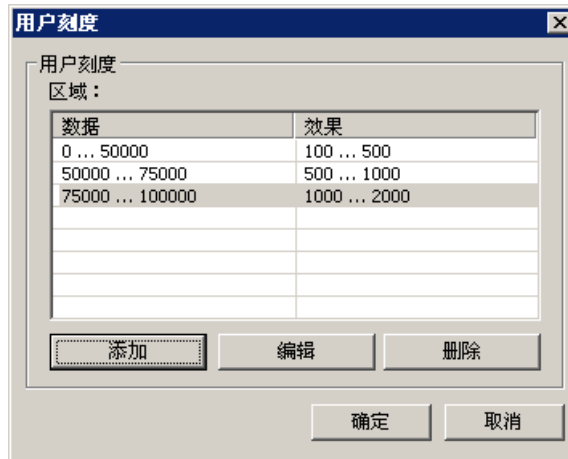 用户刻度
用户刻度
区域：
数据 效果
0 ... 50000 100 ... 500
50000 ... 75000 500 ... 1000
75000 ... 100000 1000 ... 2000
添加 编辑 删除
确定 取消